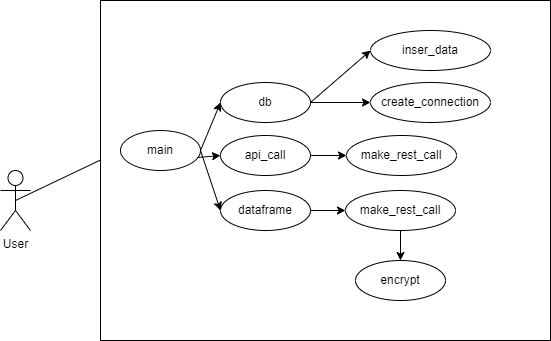 inser_data
db
create_connection
main
api_call
make_rest_call
dataframe
make_rest_call
User
encrypt